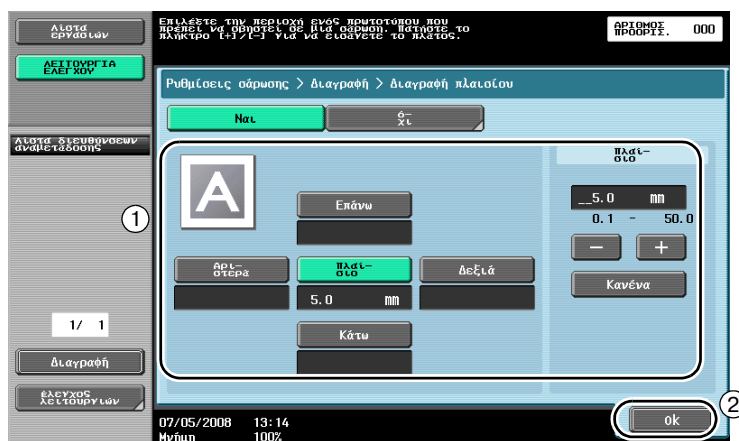 Λίστα
εργασιών
Επιλέξτε την περιοχή ενός πρωτοτύπου που
πρέπει να σβηστεί σε μια σάρωση. Πατήστε το
πλήκτρο [+]/[-] για να εισάγετε το πλάτος.
ΑΡΙΘΜΟΣ
ΠΡΟΟΡΙΣ.
000
ΛΕΙΤΟΥΡΓΙΑ
ΕΛΕΓΧΟΥ
Ρυθμίσεις σάρωσης > Διαγραφή > Διαγραφή πλαισίου
Ναι
ό-
χι
Λίστα διευθύνσεων
αναμετάδοσης
Πλαί-
σιο
A
__5.0 mm
Επάνω
0.1 - 50.0
1
- +
Αρι-
στερά
Πλαί-
σιο
Δεξιά
Κανένα
5.0 mm
1/ 1
Κάτω
Διαγραφή
έλεγχος
λειτουργιών
2
ok
07/05/2008 13:14
Μνήμη 100%